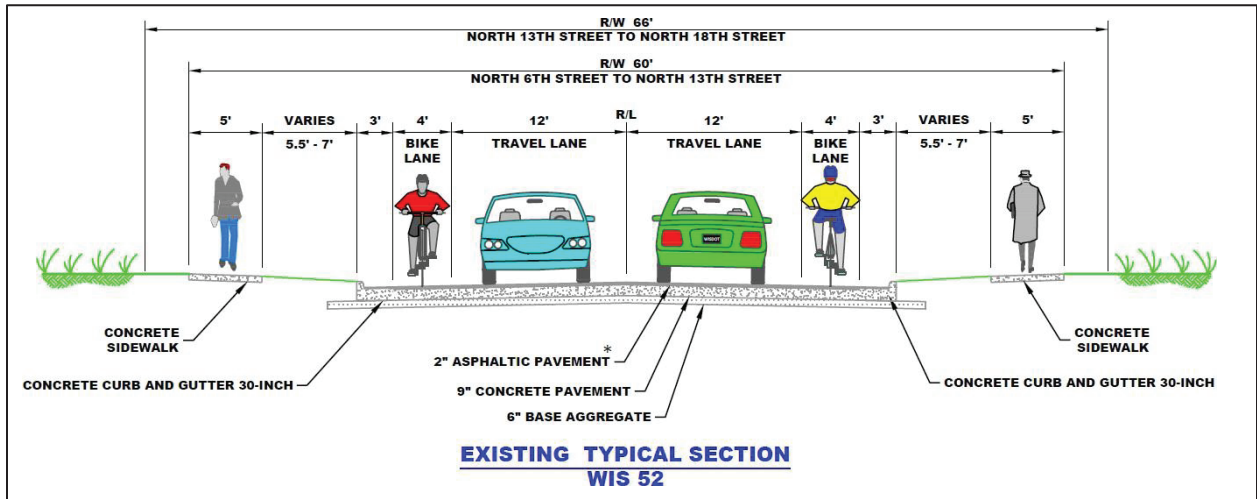 R/W 66'
NORTH 13TH STREET TO NORTH 18TH STREET
R/W 60'
NORTH 6TH STREET TO NORTH 13TH STREET
5' VARIES 3' 4' 12' R/L 12' 4' 3' VARIES 5'
5.5' - 7' BIKE LANE TRAVEL LANE TRAVEL LANE BIKE LANE 5.5' - 7'
WISDOT
CONCRETE SIDEWALK
CONCRETE CURB AND GUTTER 30-INCH
2" ASPHALTIC PAVEMENT*
9" CONCRETE PAVEMENT
6" BASE AGGREGATE
CONCRETE SIDEWALK
CONCRETE CURB AND GUTTER 30-INCH
EXISTING TYPICAL SECTION
WIS 52